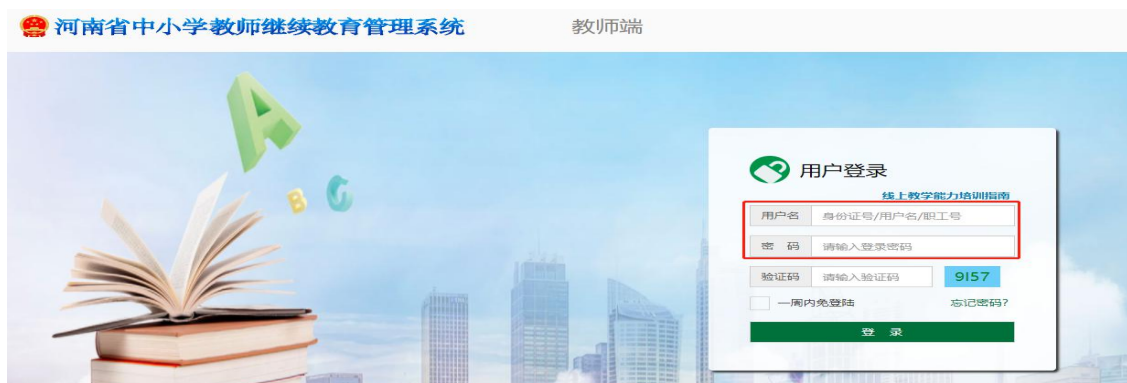 河南省中小学教师继续教育管理系统 教师端
A
B
C
用户登录
线上教学能力培训指南
用户名 身份证号/用户名/职工号
密 码 请输入登录密码
验证码 请输入验证码 9I57
一周内免登陆 忘记密码?
登 录